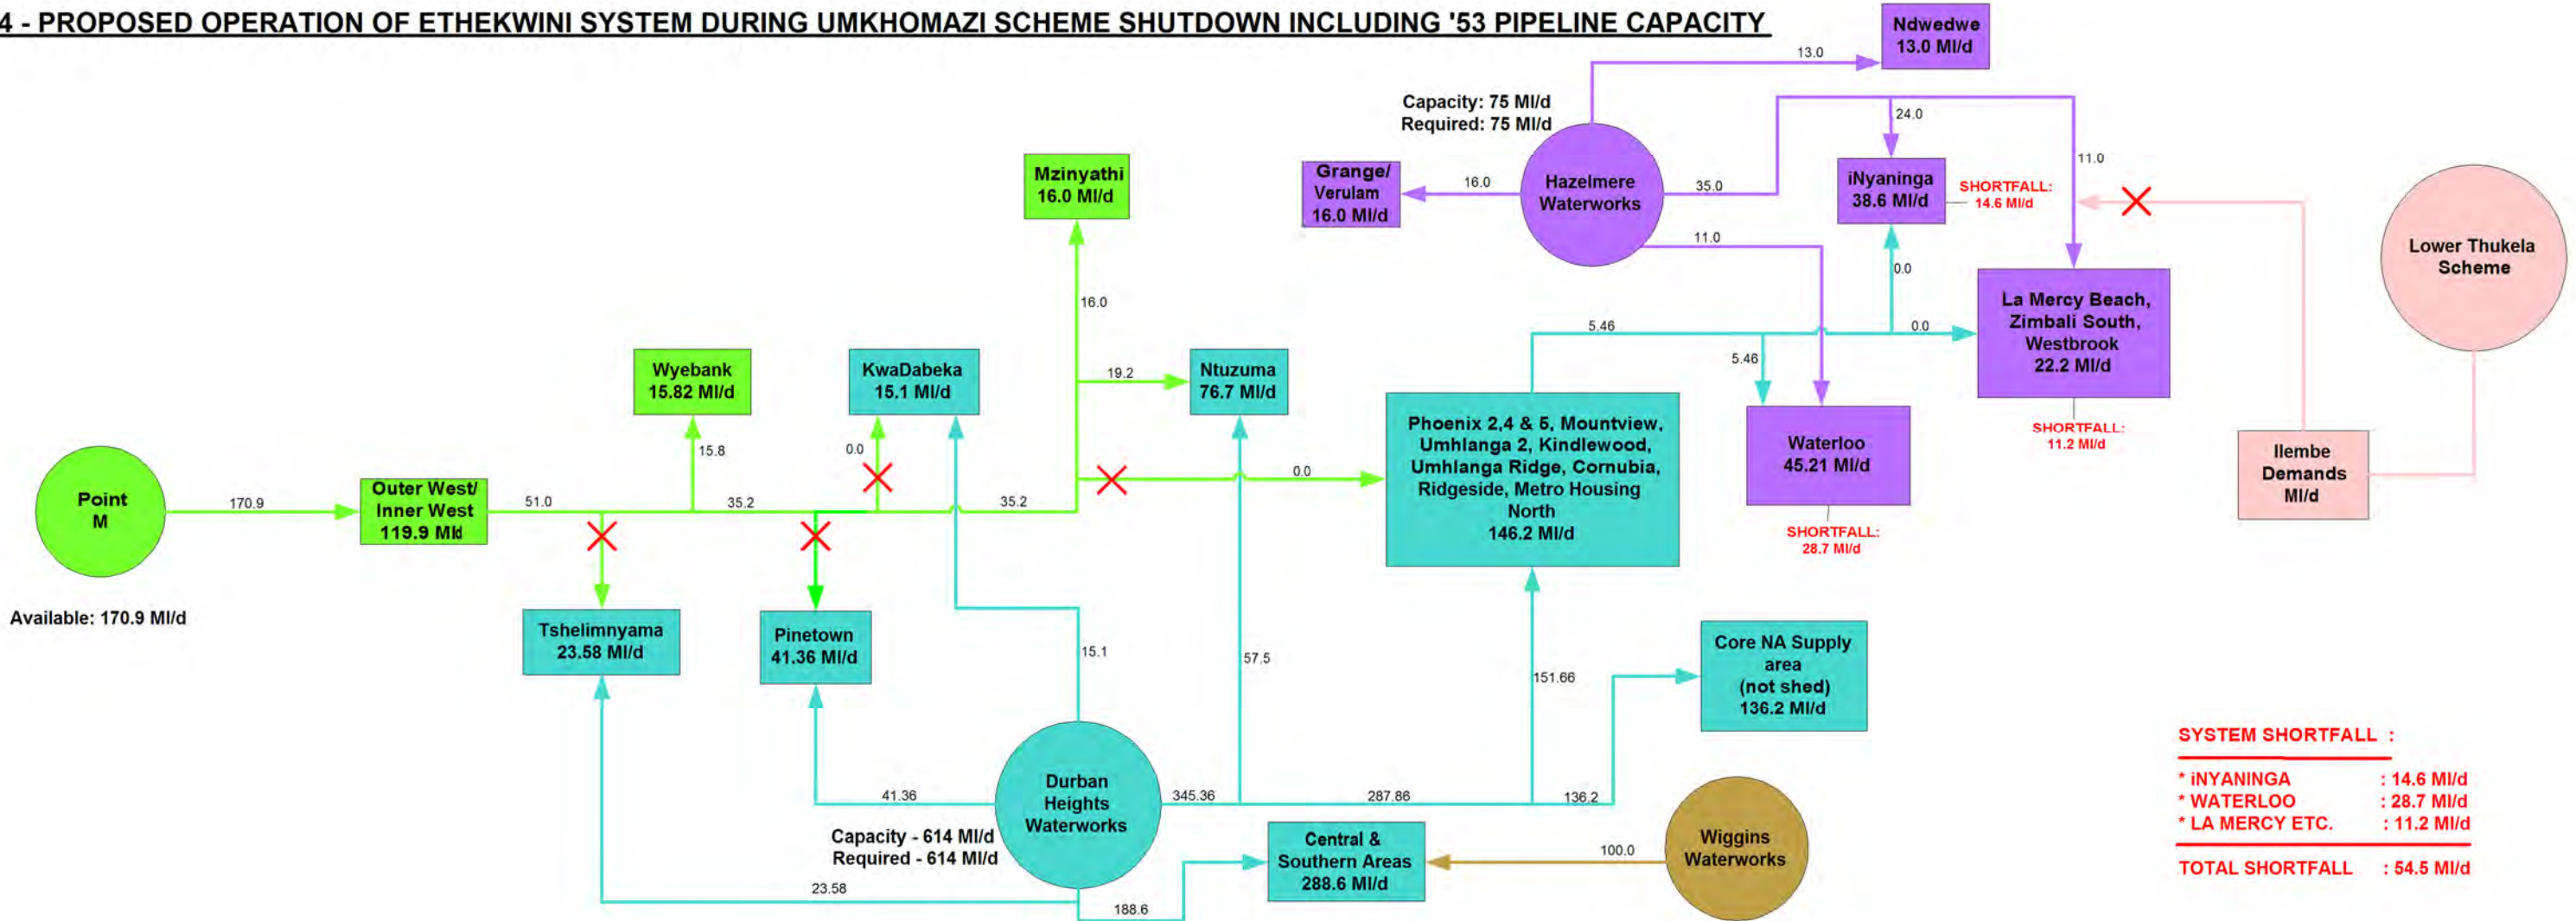 4 - PROPOSED OPERATION OF ETHEKWINI SYSTEM DURING UMKHOMAZI SCHEME SHUTDOWN INCLUDING '53 PIPELINE CAPACITY
Ndwedwe
13.0 Ml/d
13.0
Capacity: 75 Ml/d
Required: 75 Ml/d
24.0
11.0
Mzinyathi
16.0 Ml/d
Grange/
Verulam
16.0 Ml/d
16.0
Hazelmere
Waterworks
35.0
iNyaninga
38.6 Ml/d
SHORTFALL:
14.6 Ml/d
Lower Thukela
Scheme
11.0
0.0
16.0
La Mercy Beach,
Zimbali South,
Westbrook
22.2 Ml/d
5.46
0.0
5.46
SHORTFALL:
11.2 Ml/d
Wyebank
15.82 Ml/d
KwaDabeka
15.1 Ml/d
19.2
Ntuzuma
76.7 Ml/d
Phoenix 2,4 & 5, Mountview,
Umhlanga 2, Kindlewood,
Umhlanga Ridge, Cornubia,
Ridgeside, Metro Housing
North
146.2 Ml/d
Waterloo
45.21 Ml/d
SHORTFALL:
28.7 Ml/d
Ilembe
Demands
Ml/d
15.8
0.0
0.0
Point
M
170.9
Outer West/
Inner West
119.9 Mld
51.0
35.2
35.2
Available: 170.9 Ml/d
Tshelimnyama
23.58 Ml/d
Pinetown
41.36 Ml/d
15.1
57.5
151.66
Core NA Supply
area
(not shed)
136.2 Ml/d
Durban
Heights
Waterworks
41.36
345.36
287.86
136.2
Capacity - 614 Ml/d
Required - 614 Ml/d
23.58
188.6
Central &
Southern Areas
288.6 Ml/d
100.0
Wiggins
Waterworks
SYSTEM SHORTFALL :
* iNYANINGA : 14.6 Ml/d
* WATERLOO : 28.7 Ml/d
* LA MERCY ETC. : 11.2 Ml/d
TOTAL SHORTFALL : 54.5 Ml/d